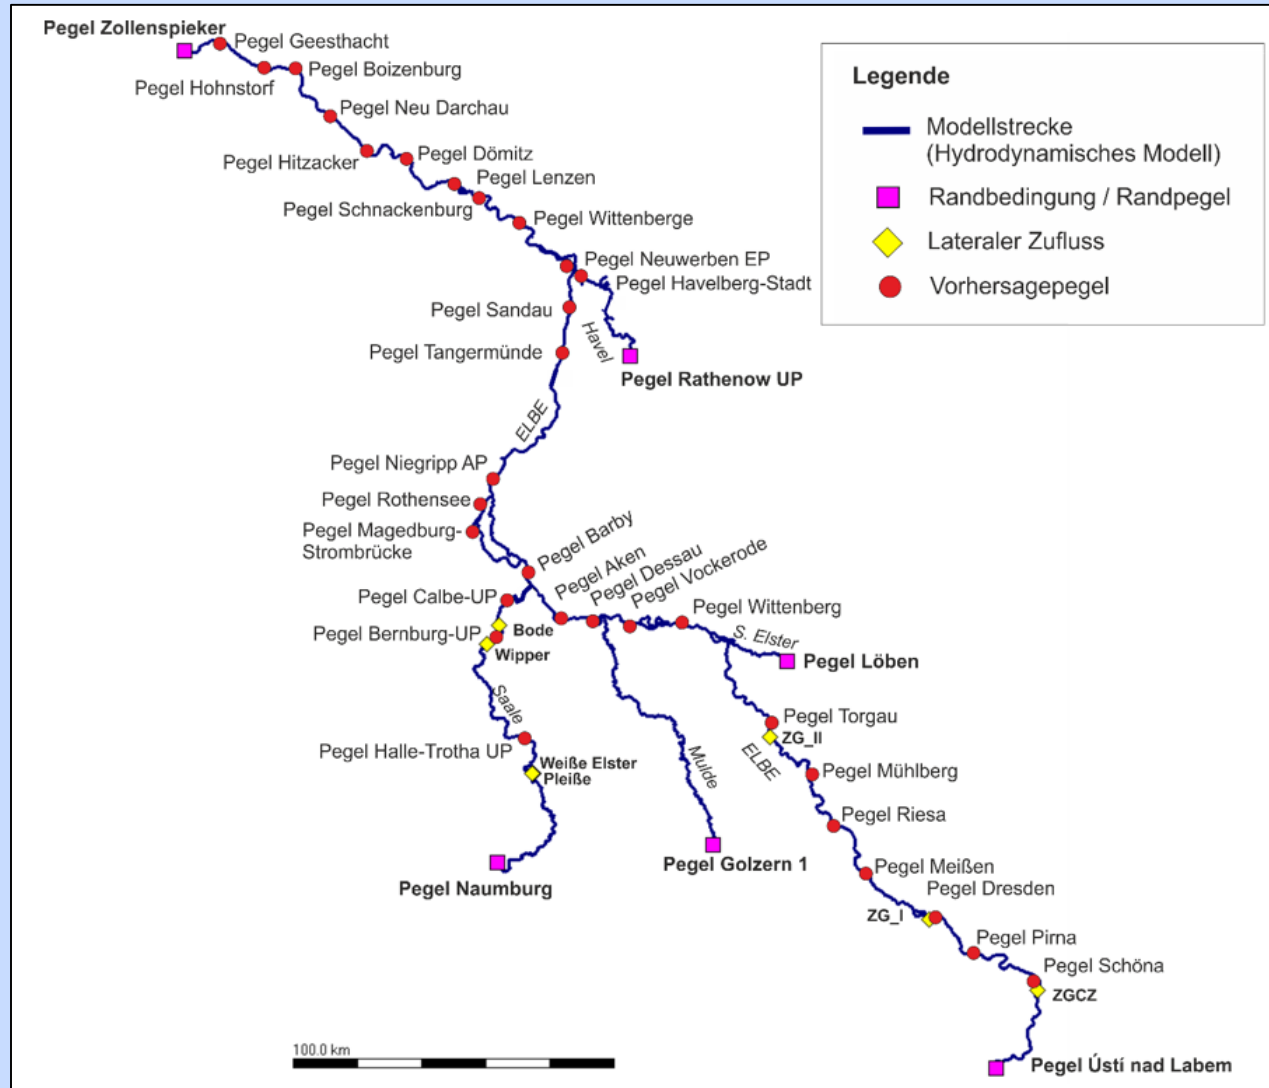 Pegel Zollenspieker
Pegel Geesthacht
Pegel Hohnstorf
Pegel Boizenburg
Pegel Neu Darchau
Pegel Hitzacker
Pegel Dömitz
Pegel Lenzen
Pegel Schnackenburg
Pegel Wittenberge
Pegel Neuwerben EP
Pegel Havelberg-Stadt
Pegel Sandau
Havel
Pegel Tangermünde
Pegel Rathenow UP
ELBE
Pegel Niegripp AP
Pegel Rothensee
Pegel Magedburg-
Strombrücke
Pegel Barby
Pegel Aken
Pegel Dessau
Pegel Vockerode
Pegel Wittenberg
Pegel Calbe-UP
Bode
Pegel Bernburg-UP
Wipper
S. Elster
Pegel Löben
Saale
Pegel Torgau
ZG_II
Pegel Halle-Trotha UP
Weiße Elster
Pleiße
Mulde
ELBE
Pegel Mühlberg
Pegel Riesa
Pegel Naumburg
Pegel Golzern 1
Pegel Meißen
Pegel Dresden
ZG_I
Pegel Pirna
Pegel Schöna
ZGCZ
Pegel Ústí nad Labem
100.0 km
Legende
Modellstrecke
(Hydrodynamisches Modell)
Randbedingung / Randpegel
Lateraler Zufluss
Vorhersagepegel